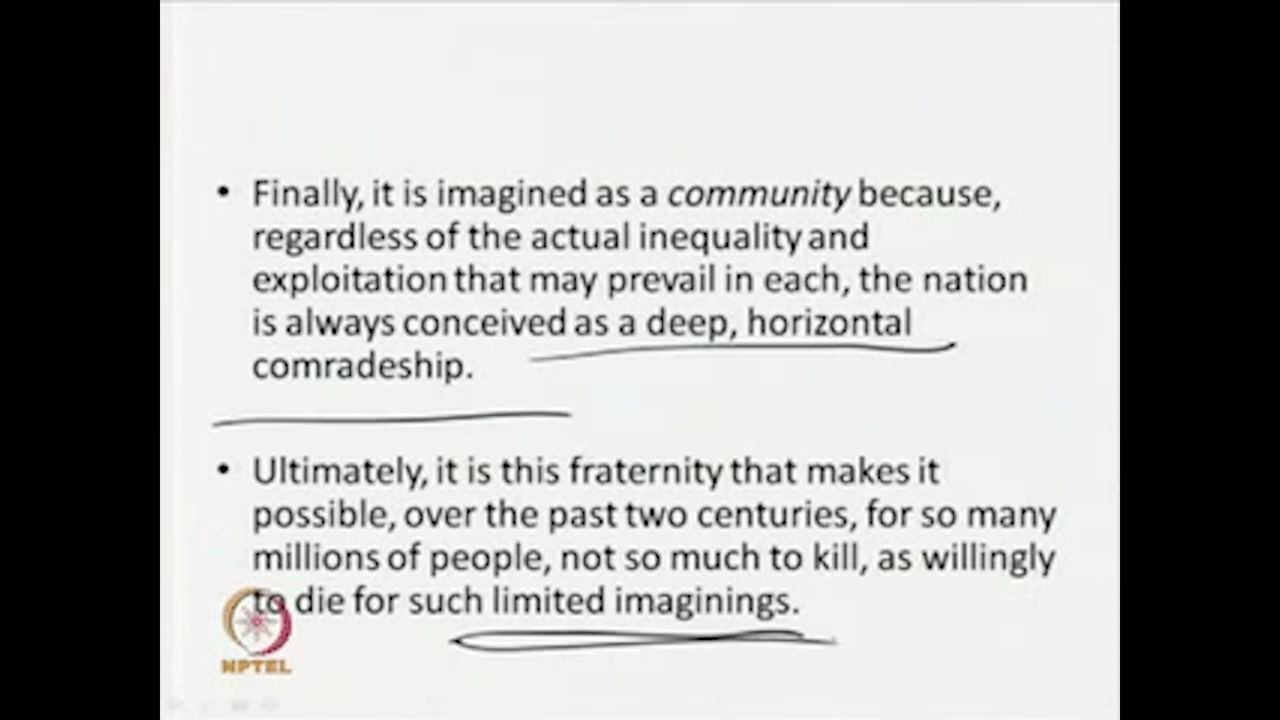 • Finally, it is imagined as a community because,
regardless of the actual inequality and
exploitation that may prevail in each, the nation
is always conceived as a deep, horizontal
comradeship.
• Ultimately, it is this fraternity that makes it
possible, over the past two centuries, for so many
millions of people, not so much to kill, as willingly
to die for such limited imaginings.
NPTEL